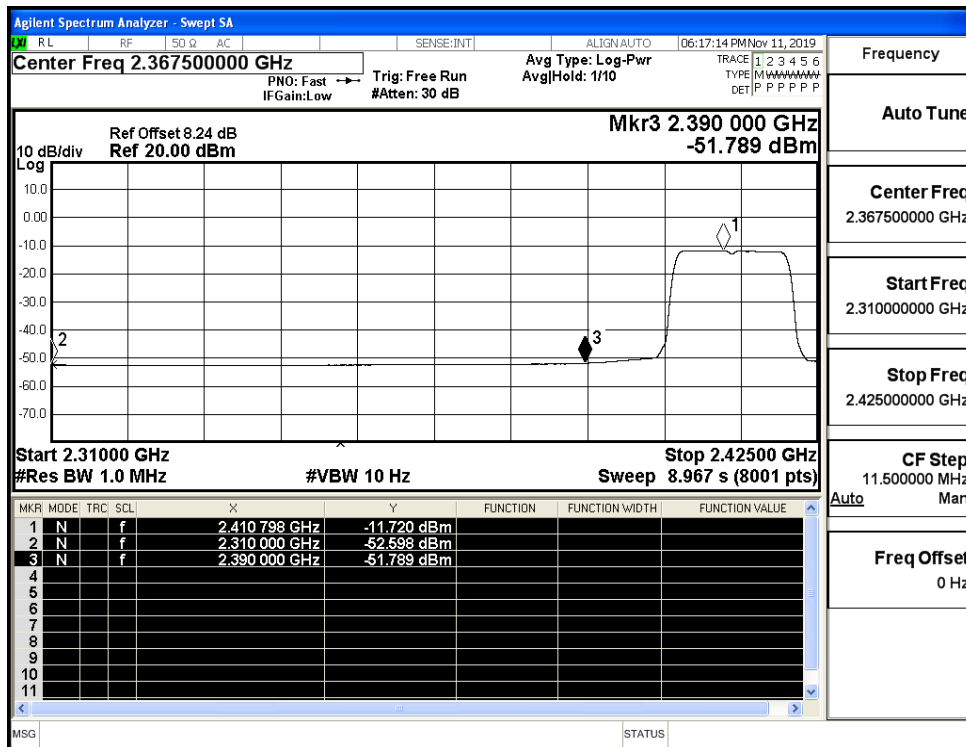 Agilent Spectrum Analyzer - Swept SA
LXI RL RF 50 Ω AC SENSE:INT ALIGN AUTO 06:17:14 PM Nov 11, 2019
Center Freq 2.367500000 GHz
PNO: Fast
IFGain:Low
Trig: Free Run
#Atten: 30 dB
Avg Type: Log-Pwr
Avg|Hold: 1/10
TRACE 1 2 3 4 5 6
TYPE M W W W W W
DET P P P P P P
Ref Offset 8.24 dB
10 dB/div Ref 20.00 dBm
Log
Mkr3 2.390 000 GHz
-51.789 dBm
10.0
0.00
-10.0
-20.0
-30.0
-40.0
-50.0
-60.0
-70.0
1
2
3
Start 2.31000 GHz Stop 2.42500 GHz
#Res BW 1.0 MHz #VBW 10 Hz Sweep 8.967 s (8001 pts)
MKR MODE TRC SCL X Y FUNCTION FUNCTION WIDTH FUNCTION VALUE
1 N f 2.410 798 GHz -11.720 dBm
2 N f 2.310 000 GHz -52.598 dBm
3 N f 2.390 000 GHz -51.789 dBm
4
5
6
7
8
9
10
11
MSG STATUS
Frequency
Auto Tune
Center Freq
2.367500000 GHz
Start Freq
2.310000000 GHz
Stop Freq
2.425000000 GHz
CF Step
11.500000 MHz
Auto Man
Freq Offset
0 Hz